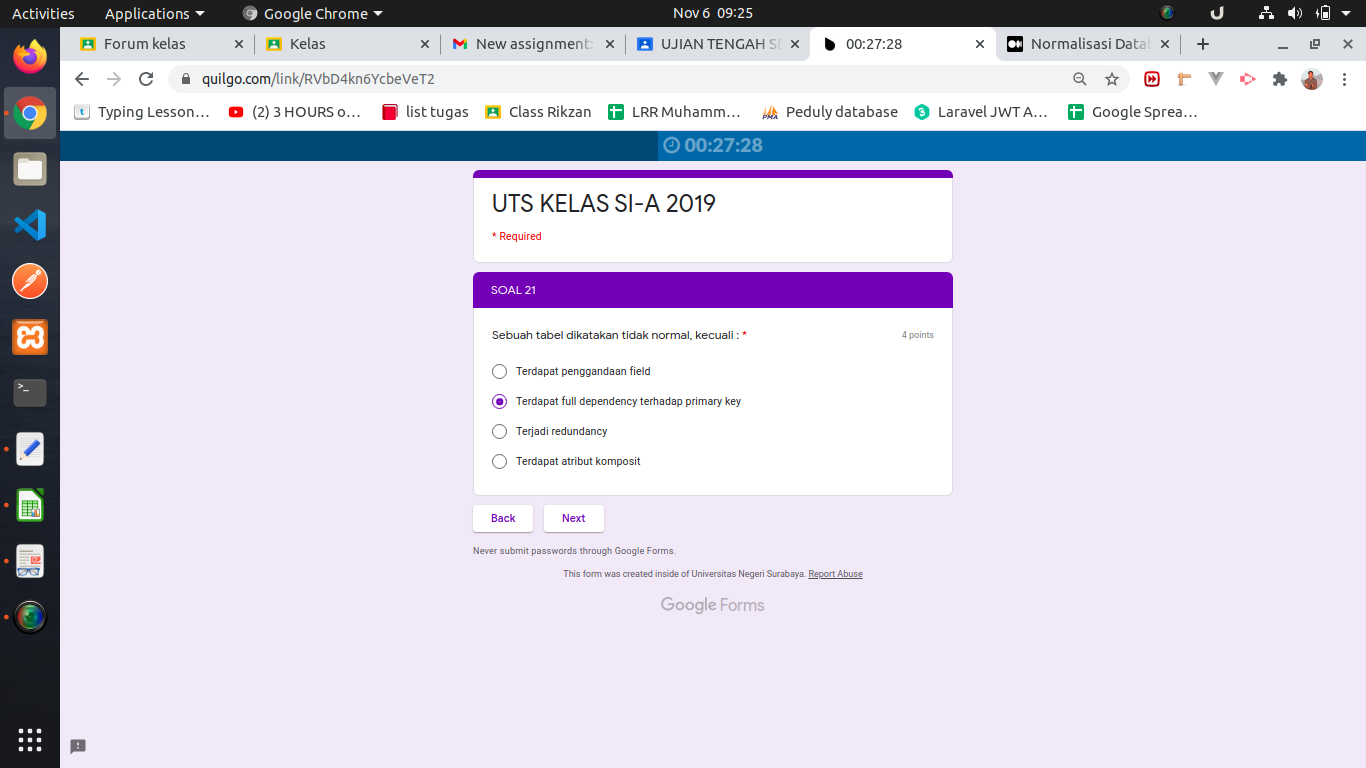 Activities Applications Google Chrome Nov 6 09:25
Forum kelas Kelas New assignment: UJIAN TENGAH SE 00:27:28 Normalisasi Datab
quilgo.com/link/RVbD4kn6YcbeVeT2
Typing Lesson… (2) 3 HOURS o… list tugas Class Rikzan LRR Muhamm… Peduly database Laravel JWT A… Google Sprea…
00:27:28
UTS KELAS SI-A 2019
* Required
SOAL 21
Sebuah tabel dikatakan tidak normal, kecuali : * 4 points
Terdapat penggandaan field
Terdapat full dependency terhadap primary key
Terjadi redundancy
Terdapat atribut komposit
Back Next
Never submit passwords through Google Forms.
This form was created inside of Universitas Negeri Surabaya. Report Abuse
Google Forms